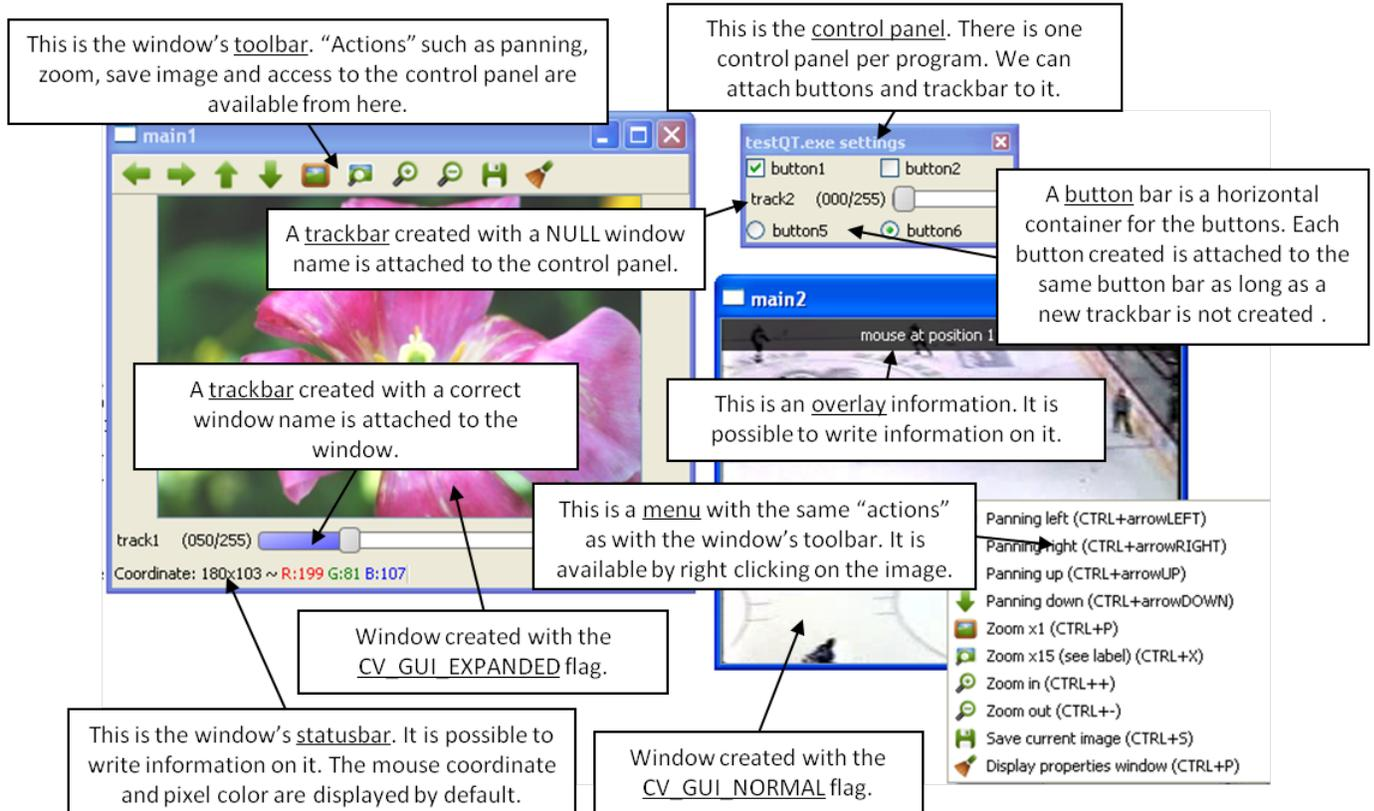 This is the window's toolbar. “Actions” such as panning,
zoom, save image and access to the control panel are
available from here.
This is the control panel. There is one
control panel per program. We can
attach buttons and trackbar to it.
main1
testQT.exe settings
button1
button2
track2 (000/255)
button5
button6
A trackbar created with a NULL window
name is attached to the control panel.
A button bar is a horizontal
container for the buttons. Each
button created is attached to the
same button bar as long as a
new trackbar is not created .
main2
mouse at position 1
A trackbar created with a correct
window name is attached to the
window.
This is an overlay information. It is
possible to write information on it.
This is a menu with the same “actions”
as with the window's toolbar. It is
available by right clicking on the image.
track1 (050/255)
Coordinate: 180x103 ~ R:199 G:81 B:107
Panning left (CTRL+arrowLEFT)
Panning right (CTRL+arrowRIGHT)
Panning up (CTRL+arrowUP)
Panning down (CTRL+arrowDOWN)
Zoom x1 (CTRL+P)
Zoom x15 (see label) (CTRL+X)
Zoom in (CTRL++)
Zoom out (CTRL+-)
Save current image (CTRL+S)
Display properties window (CTRL+P)
Window created with the
CV_GUI_EXPANDED flag.
This is the window's statusbar. It is possible to
write information on it. The mouse coordinate
and pixel color are displayed by default.
Window created with the
CV_GUI_NORMAL flag.